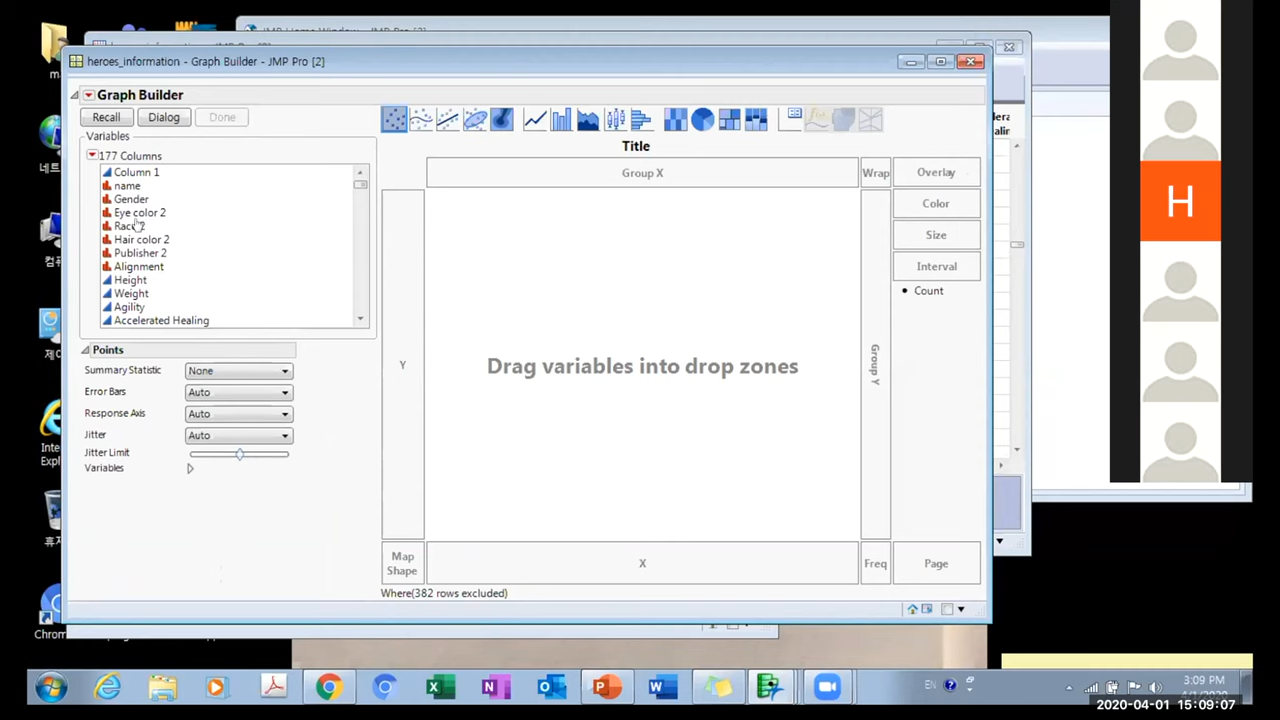 heroes_information - Graph Builder - JMP Pro [2]
Graph Builder
Recall
Dialog
Done
Variables
177 Columns
Column 1
name
Gender
Eye color 2
Hair color 2
Publisher 2
Alignment
Height
Weight
Agility
Accelerated Healing
Points
Summary Statistic
None
Error Bars
Auto
Response Axis
Auto
Jitter
Auto
Jitter Limit
Variables
Title
Group X
Wrap
Overlay
Color
Size
Interval
Count
Y
Drag variables into drop zones
Group Y
Map
Shape
X
Freq
Page
Where(382 rows excluded)
H
EN
3:09 PM
2020-04-01 15:09:07